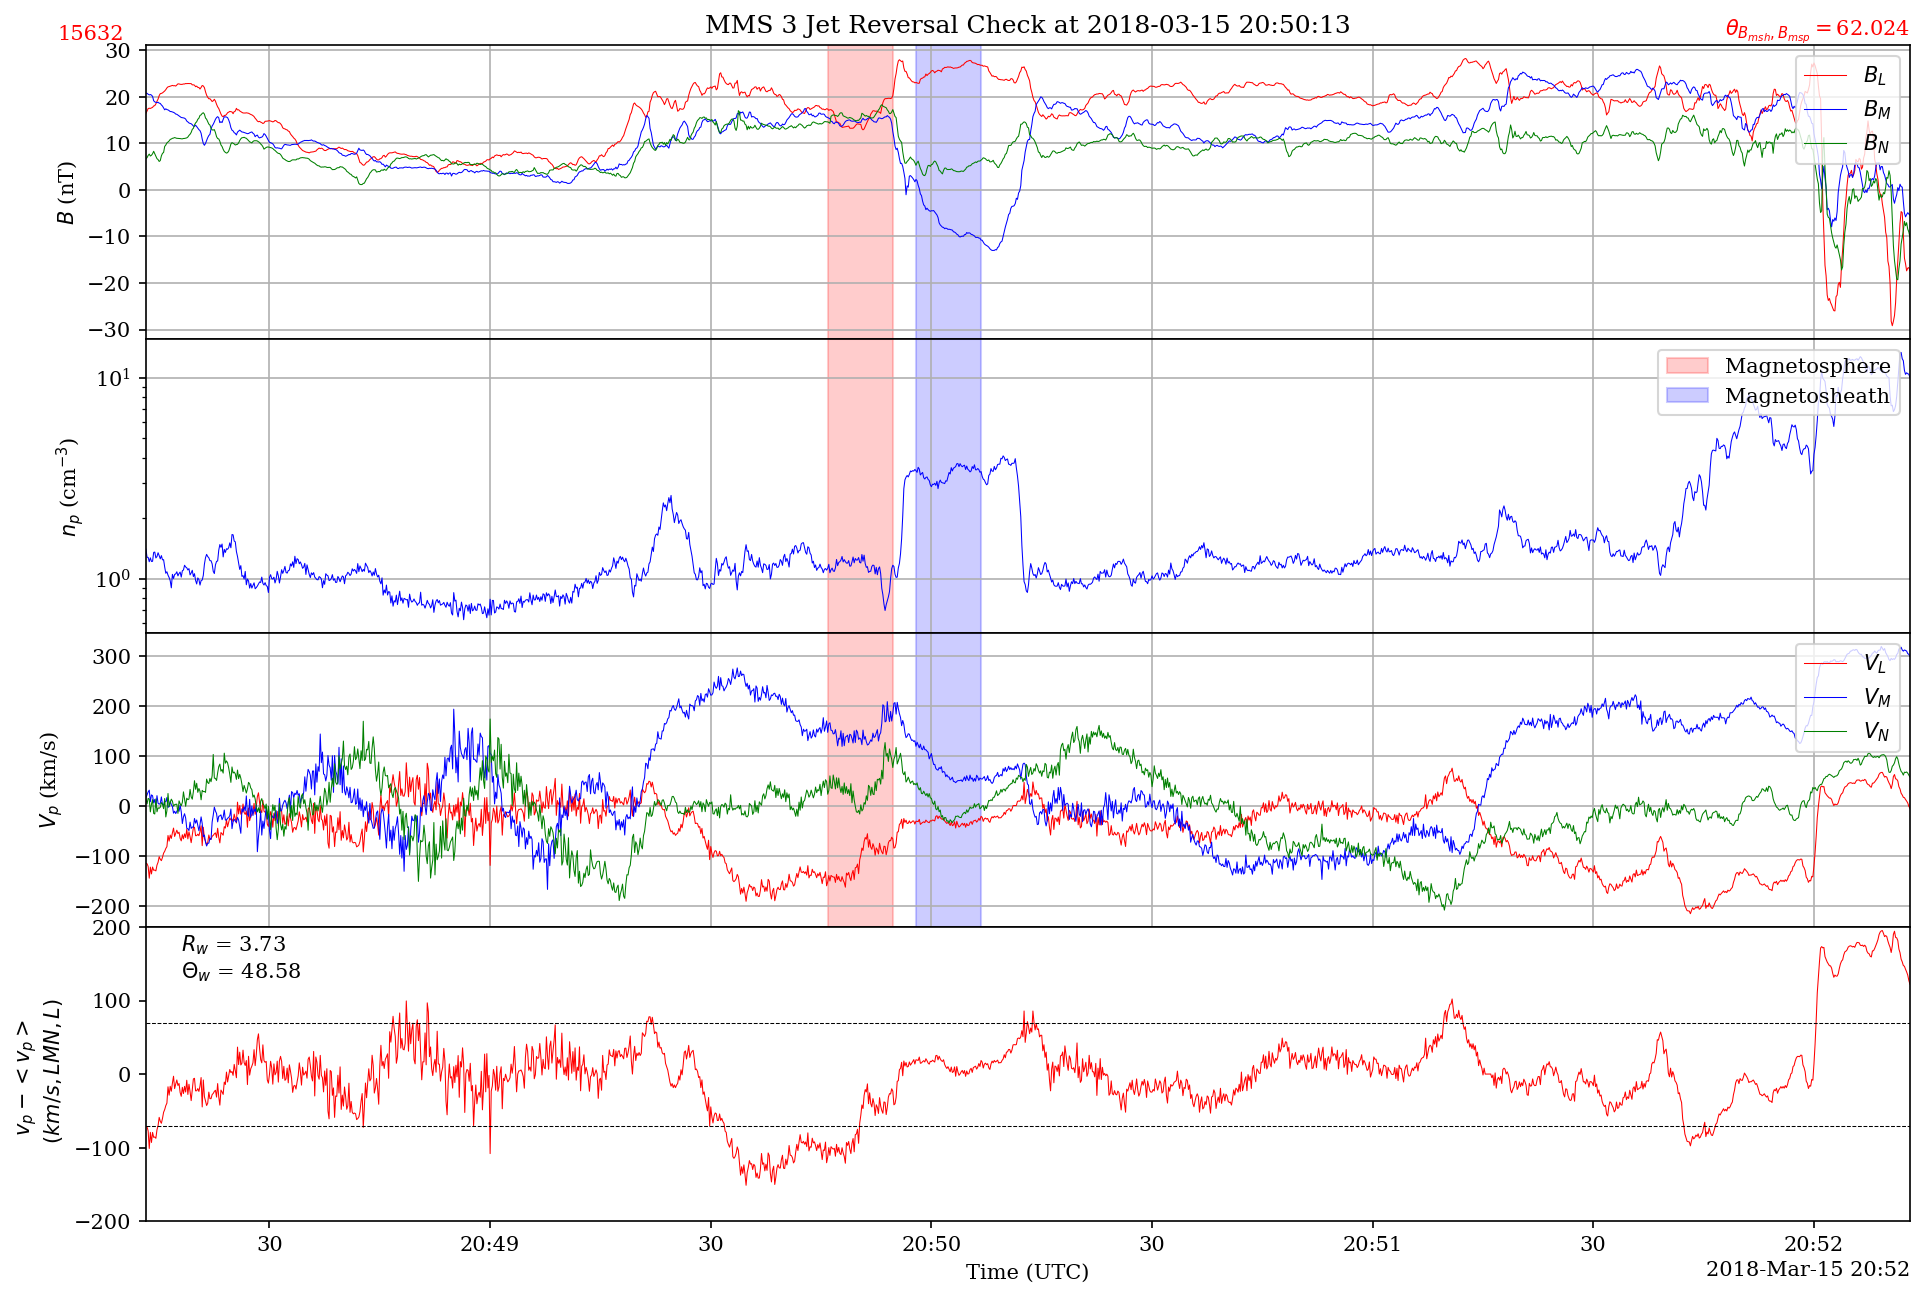 15632
MMS 3 Jet Reversal Check at 2018-03-15 20:50:13
θ_{B_{msh}, B_{msp}} = 62.024
30
20
10
0
−10
−20
−30
B (nT)
B_L
B_M
B_N
10^1
10^0
n_p (cm^{−3})
Magnetosphere
Magnetosheath
300
200
100
0
−100
−200
V_p (km/s)
V_L
V_M
V_N
200
100
0
−100
−200
v_p − < v_p >
(km/s, LMN, L)
R_w = 3.73
Θ_w = 48.58
30
20:49
30
20:50
30
20:51
30
20:52
Time (UTC)
2018-Mar-15 20:52